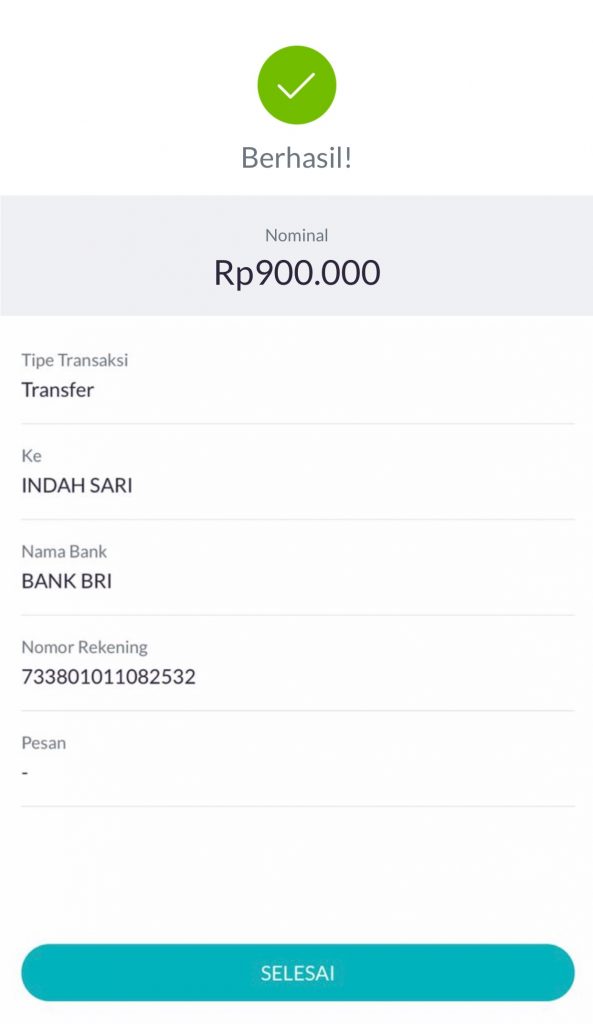 Berhasil!
Nominal
Rp900.000
Tipe Transaksi
Transfer
Ke
INDAH SARI
Nama Bank
BANK BRI
Nomor Rekening
733801011082532
Pesan
-
SELESAI